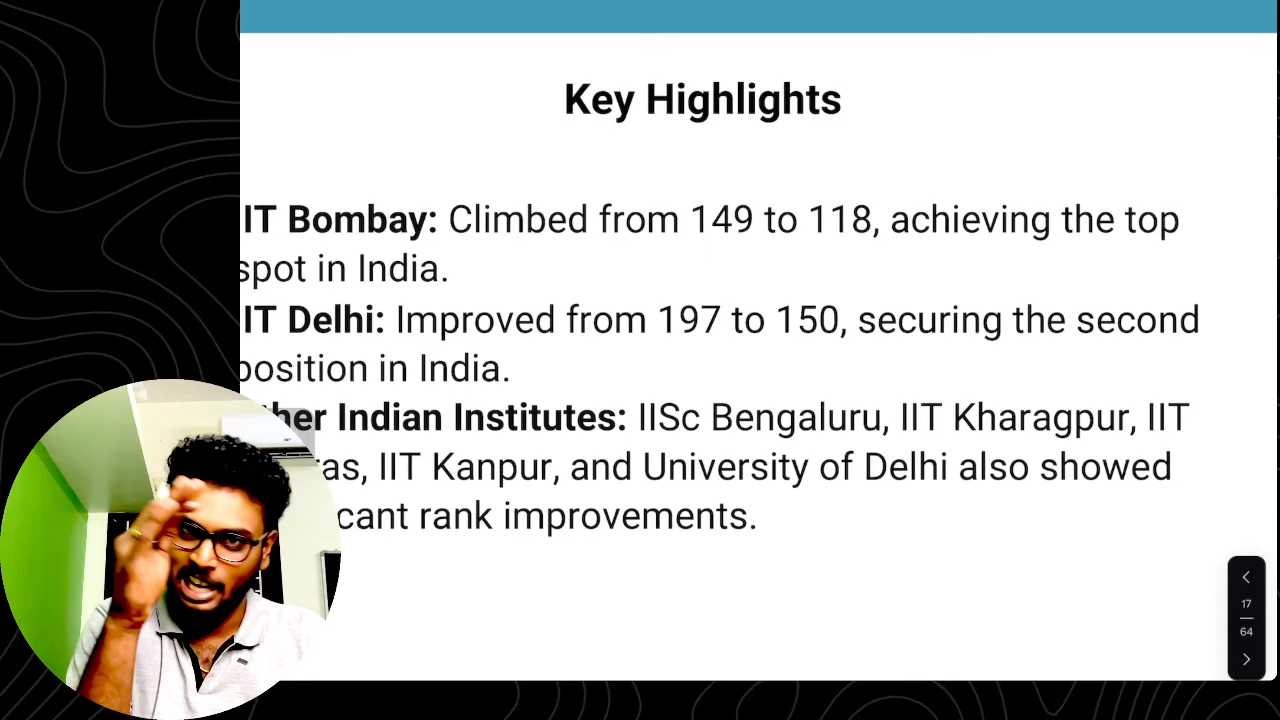 Key Highlights
IT Bombay: Climbed from 149 to 118, achieving the top
spot in India.
IT Delhi: Improved from 197 to 150, securing the second
position in India.
her Indian Institutes: IISc Bengaluru, IIT Kharagpur, IIT
ras, IIT Kanpur, and University of Delhi also showed
cant rank improvements.
17
64